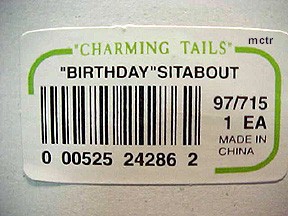 "CHARMING TAILS"
mctr
"BIRTHDAY"SITABOUT
97/715
1 EA
MADE IN
CHINA
0 00525 24286 2